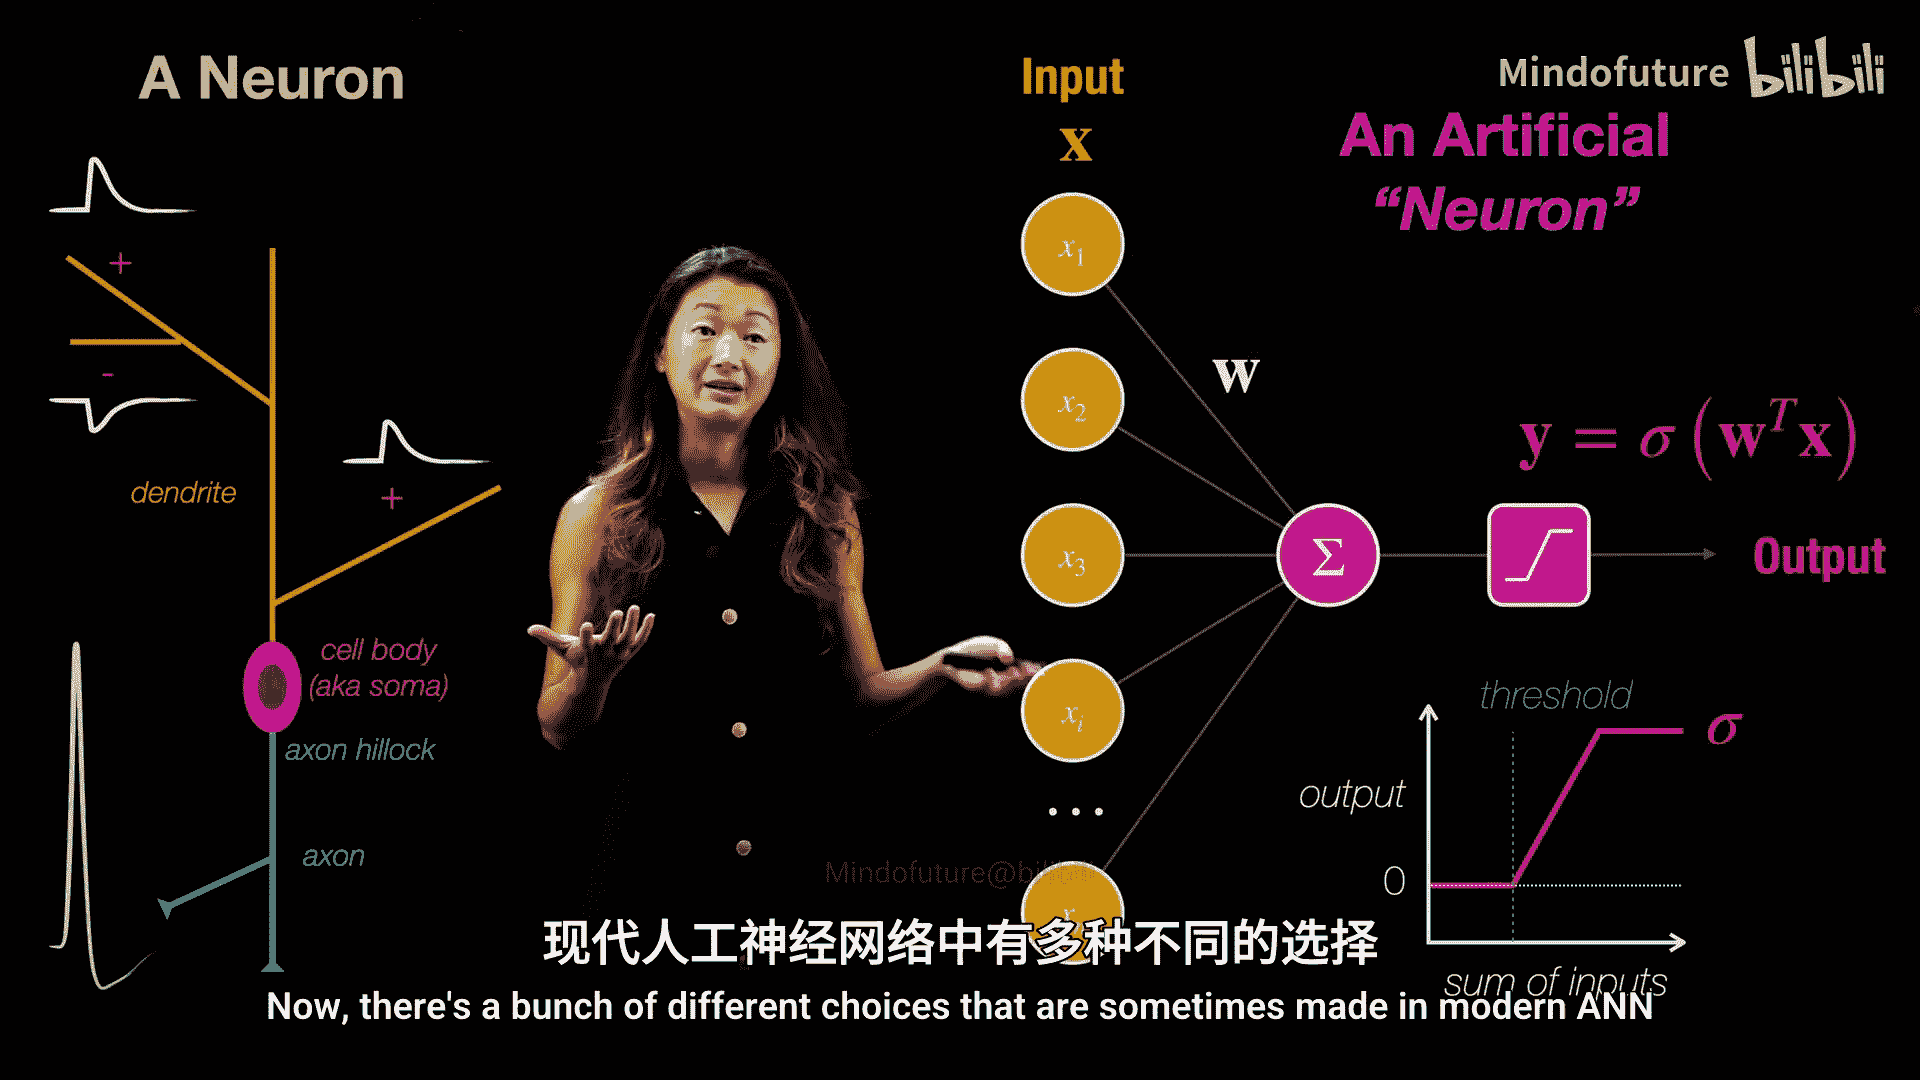 A Neuron
+
-
+
dendrite
cell body
(aka soma)
axon hillock
axon
Input
x
x1
x2
x3
xi
...
w
Σ
Mindofuture bilibili
An Artificial
“Neuron”
y = σ (wᵀx)
Output
threshold
σ
output
0
sum of inputs
Mindofuture@bilibili
现代人工神经网络中有多种不同的选择
Now, there's a bunch of different choices that are sometimes made in modern ANN